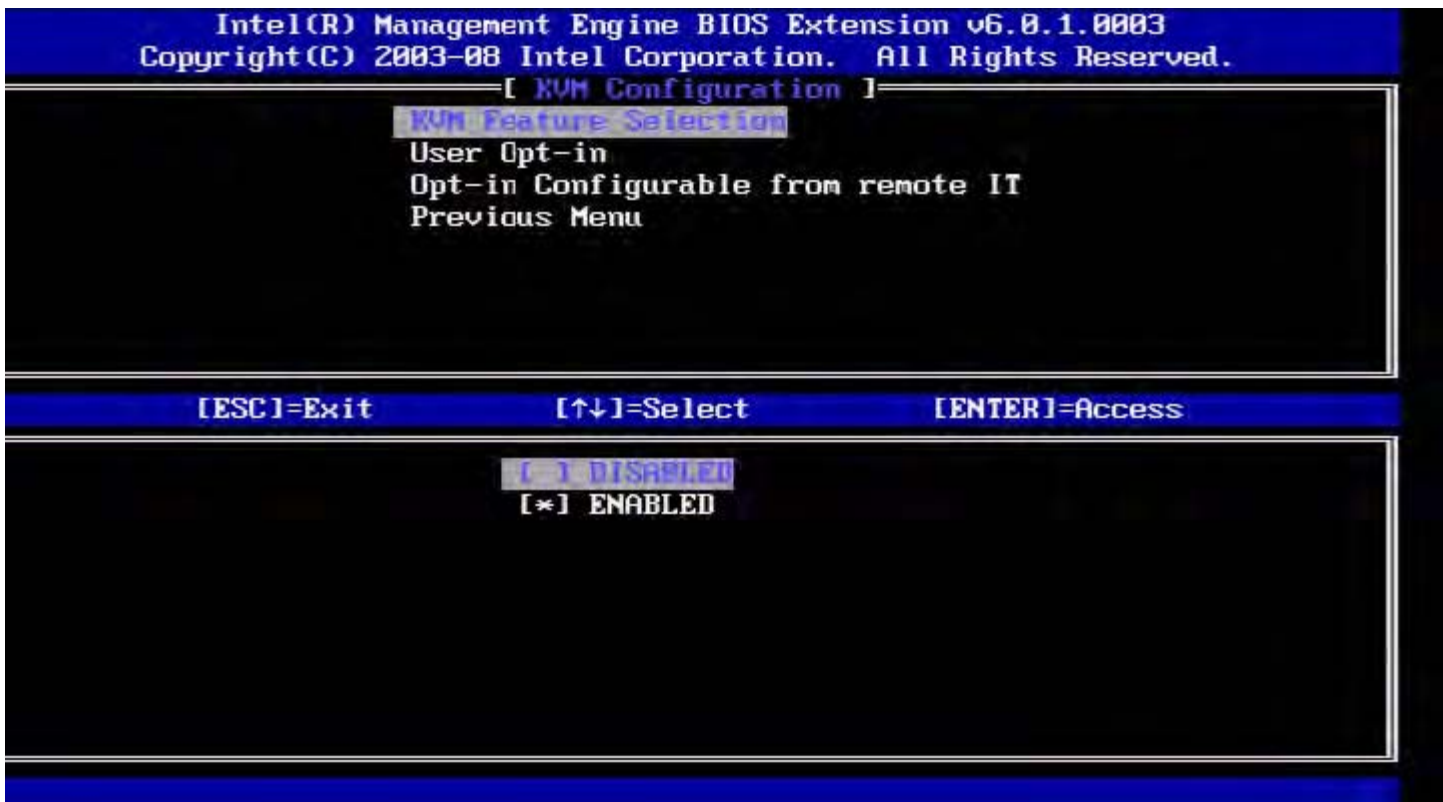 Intel(R) Management Engine BIOS Extension v6.0.1.0003
Copyright(C) 2003-08 Intel Corporation. All Rights Reserved.
[ KVM Configuration ]
KVM Feature Selection
User Opt-in
Opt-in Configurable from remote IT
Previous Menu
[ESC]=Exit [↑↓]=Select [ENTER]=Access
[ ] DISABLED
[*] ENABLED